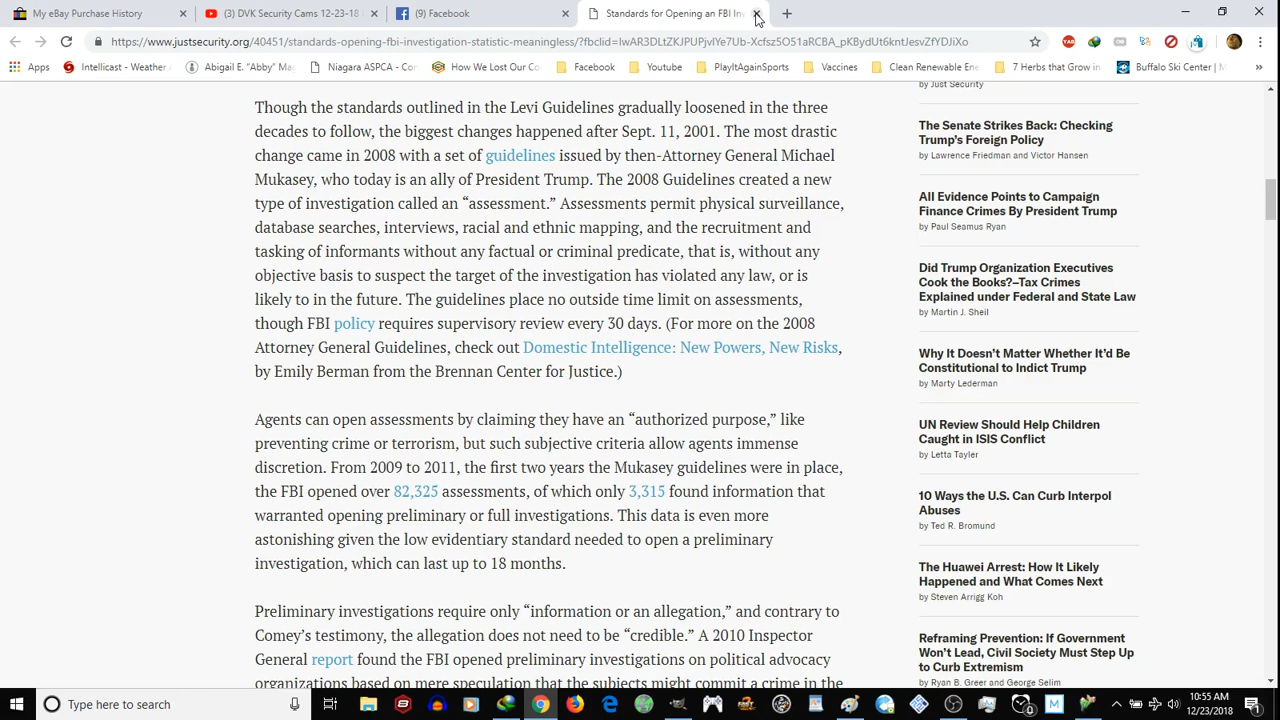 My eBay Purchase History
(3) DVK Security Cams 12-23-18
(9) Facebook
Standards for Opening an FBI Inv
https://www.justsecurity.org/40451/standards-opening-fbi-investigation-statistic-meaningless/?fbclid=IwAR3DLtZKJPUPjvlYe7Ub-Xcfsz5O51aRCBA_pKBydUt6kntJesvZfYDJiXo
Apps
Intellicast - Weather
Abigail E. "Abby" Ma
Niagara ASPCA - Con
How We Lost Our Co
Facebook
Youtube
PlayItAgainSports
Vaccines
Clean Renewable Ene
7 Herbs that Grow in
Buffalo Ski Center |
Though the standards outlined in the Levi Guidelines gradually loosened in the three
decades to follow, the biggest changes happened after Sept. 11, 2001. The most drastic
change came in 2008 with a set of guidelines issued by then-Attorney General Michael
Mukasey, who today is an ally of President Trump. The 2008 Guidelines created a new
type of investigation called an “assessment.” Assessments permit physical surveillance,
database searches, interviews, racial and ethnic mapping, and the recruitment and
tasking of informants without any factual or criminal predicate, that is, without any
objective basis to suspect the target of the investigation has violated any law, or is
likely to in the future. The guidelines place no outside time limit on assessments,
though FBI policy requires supervisory review every 30 days. (For more on the 2008
Attorney General Guidelines, check out Domestic Intelligence: New Powers, New Risks,
by Emily Berman from the Brennan Center for Justice.)
Agents can open assessments by claiming they have an “authorized purpose,” like
preventing crime or terrorism, but such subjective criteria allow agents immense
discretion. From 2009 to 2011, the first two years the Mukasey guidelines were in place,
the FBI opened over 82,325 assessments, of which only 3,315 found information that
warranted opening preliminary or full investigations. This data is even more
astonishing given the low evidentiary standard needed to open a preliminary
investigation, which can last up to 18 months.
Preliminary investigations require only “information or an allegation,” and contrary to
Comey’s testimony, the allegation does not need to be “credible.” A 2010 Inspector
General report found the FBI opened preliminary investigations on political advocacy
organizations based on mere speculation that the subjects might commit a crime in the
by Just Security
The Senate Strikes Back: Checking
Trump’s Foreign Policy
by Lawrence Friedman and Victor Hansen
All Evidence Points to Campaign
Finance Crimes By President Trump
by Paul Seamus Ryan
Did Trump Organization Executives
Cook the Books?–Tax Crimes
Explained under Federal and State Law
by Martin J. Sheil
Why It Doesn’t Matter Whether It’d Be
Constitutional to Indict Trump
by Marty Lederman
UN Review Should Help Children
Caught in ISIS Conflict
by Letta Tayler
10 Ways the U.S. Can Curb Interpol
Abuses
by Ted R. Bromund
The Huawei Arrest: How It Likely
Happened and What Comes Next
by Steven Arrigg Koh
Reframing Prevention: If Government
Won’t Lead, Civil Society Must Step Up
to Curb Extremism
by Ryan B. Greer and George Selim
Type here to search
10:55 AM
12/23/2018